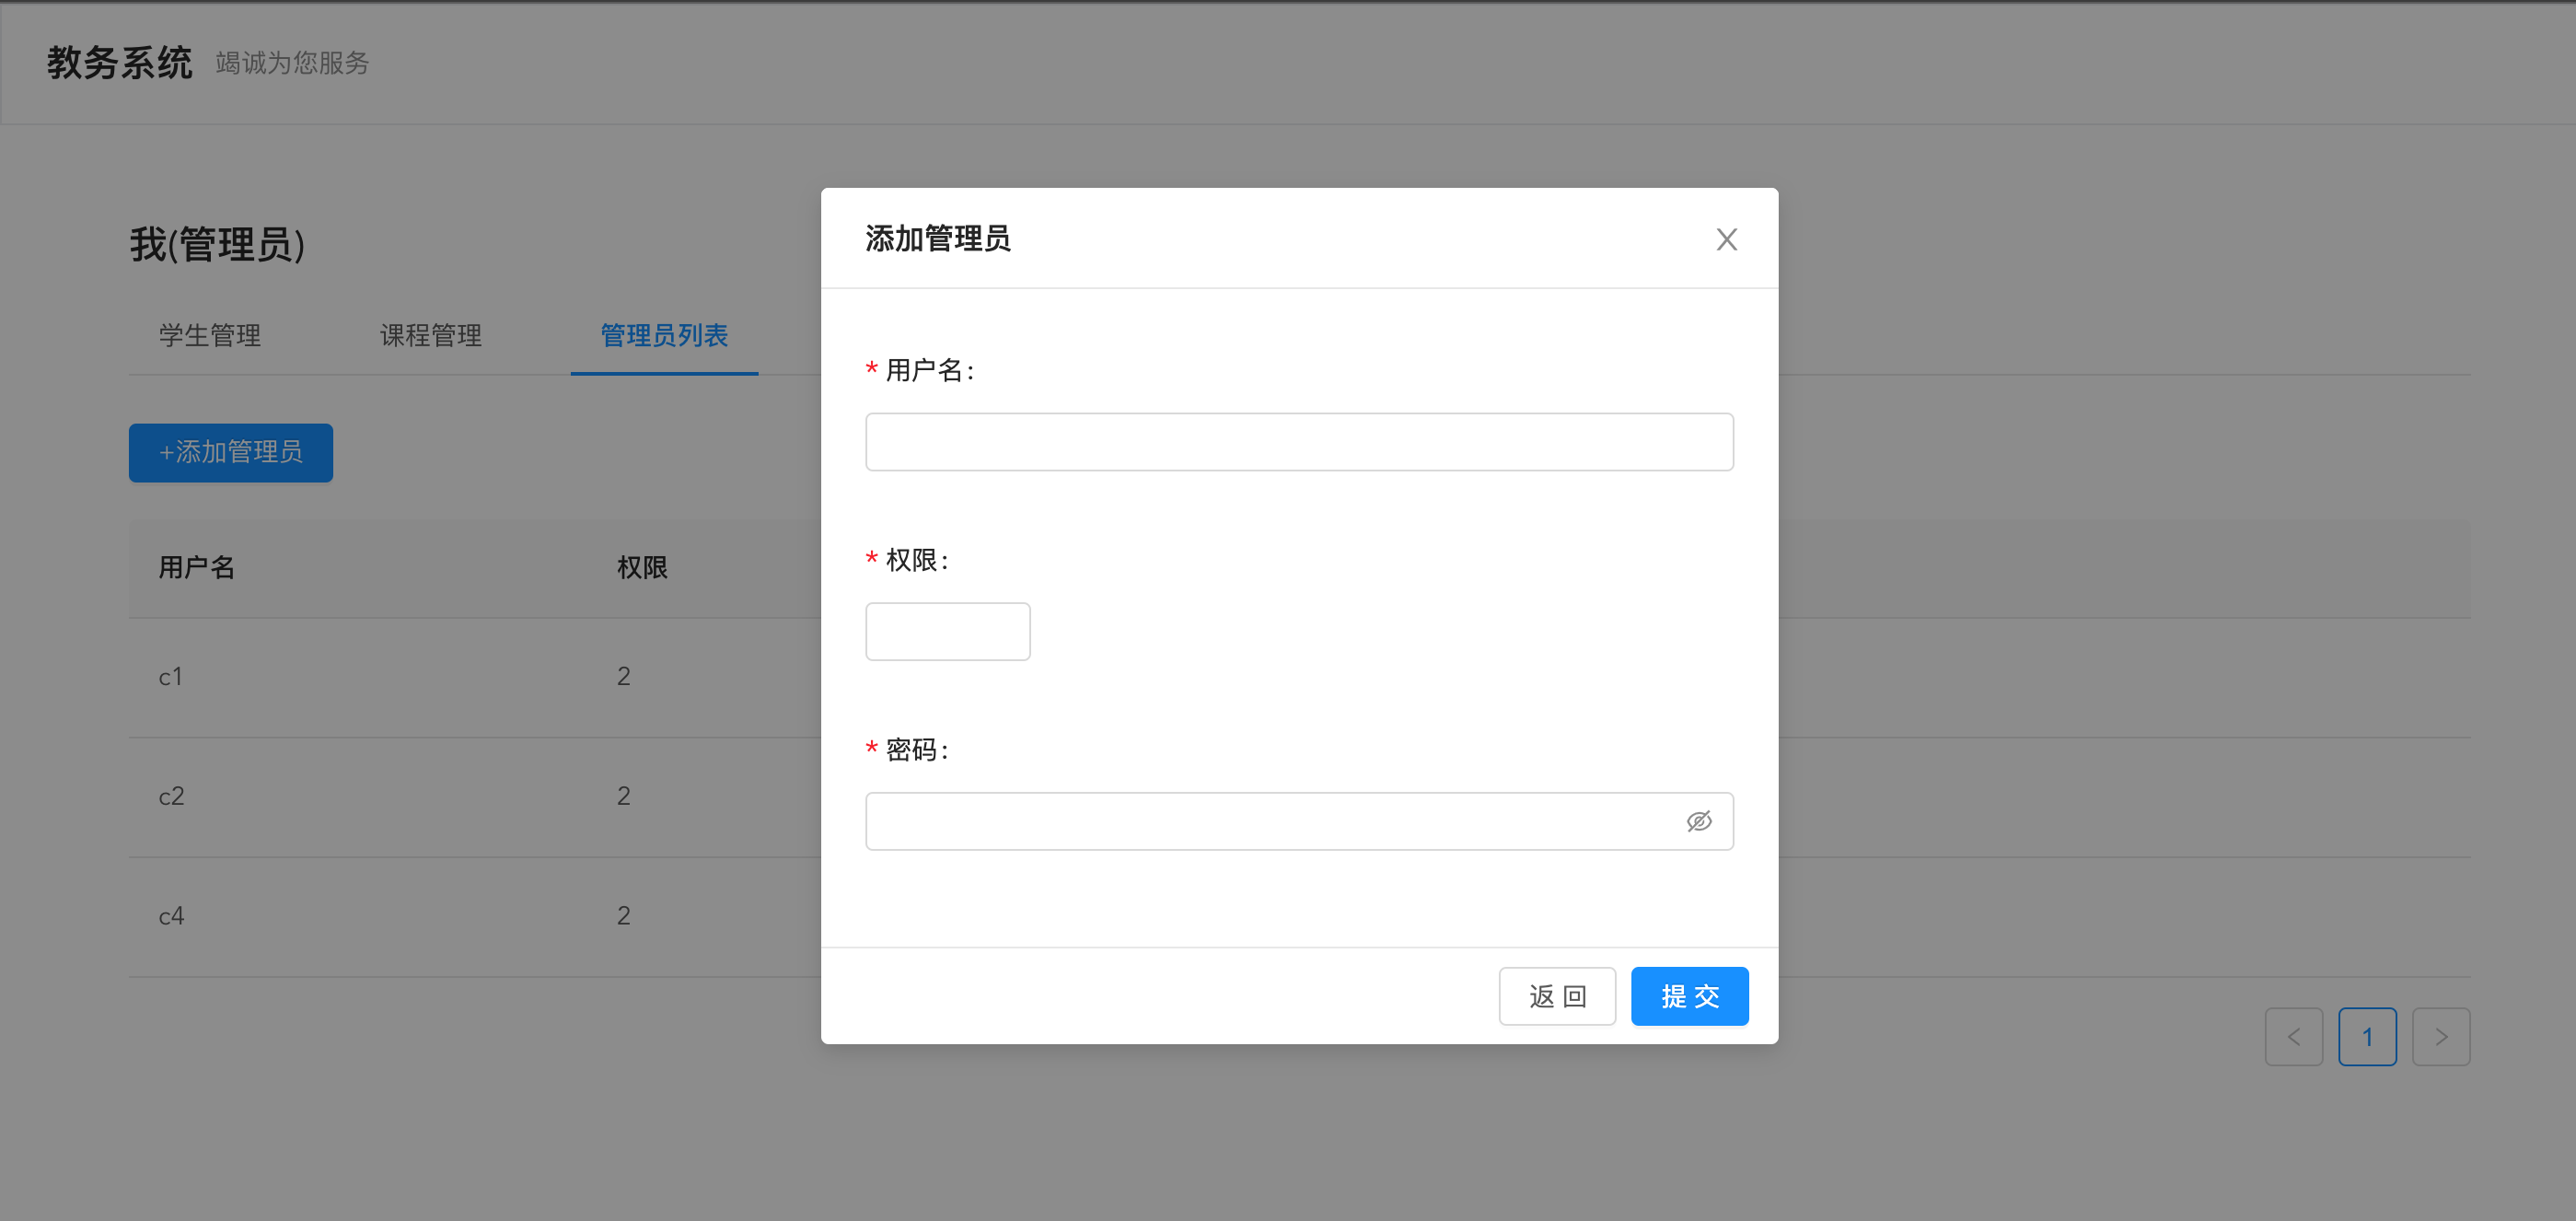 教务系统 竭诚为您服务
我(管理员)
学生管理 课程管理 管理员列表
+添加管理员
用户名 权限
c1 2
c2 2
c4 2
添加管理员
* 用户名:
* 权限:
* 密码:
返 回 提 交
< 1 >